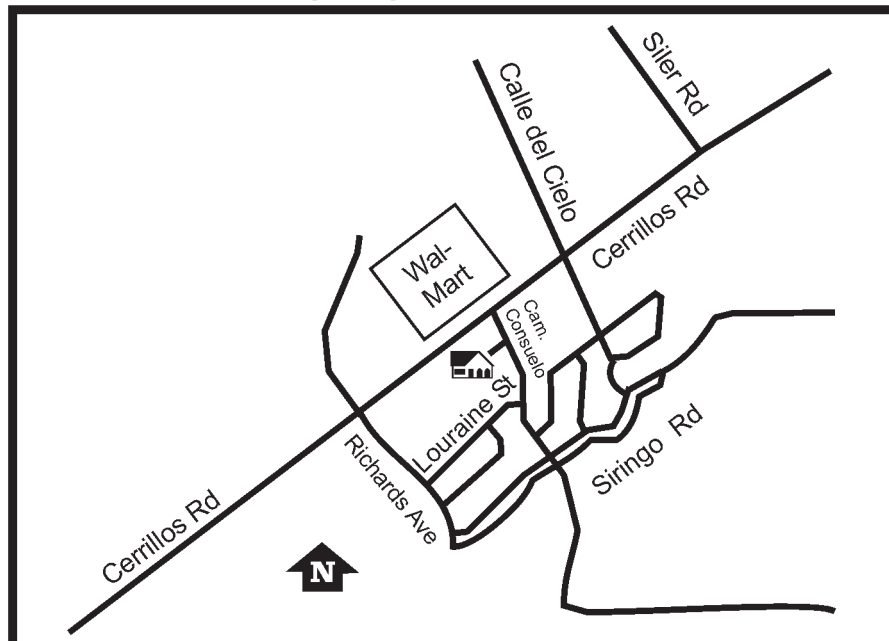 Siler Rd
Calle del Cielo
Cerrillos Rd
Wal-
Mart
Cam.
Consuelo
Louraine St
Richards Ave
Siringo Rd
Cerrillos Rd
N